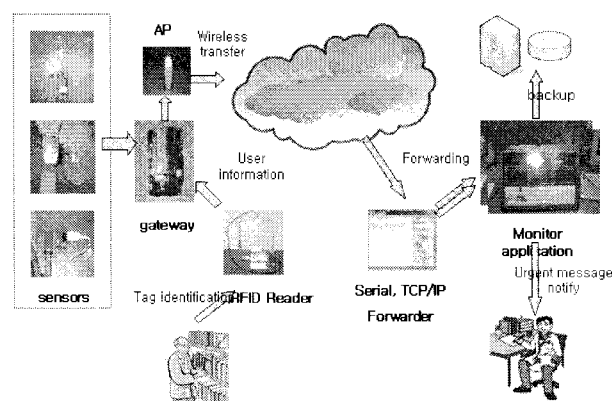 AP
Wireless
transfer
backup
User
information
Forwarding
gateway
Monitor
application
Urgent message
notify
sensors
Tag identification
RFID Reader
Serial, TCP/IP
Forwarder